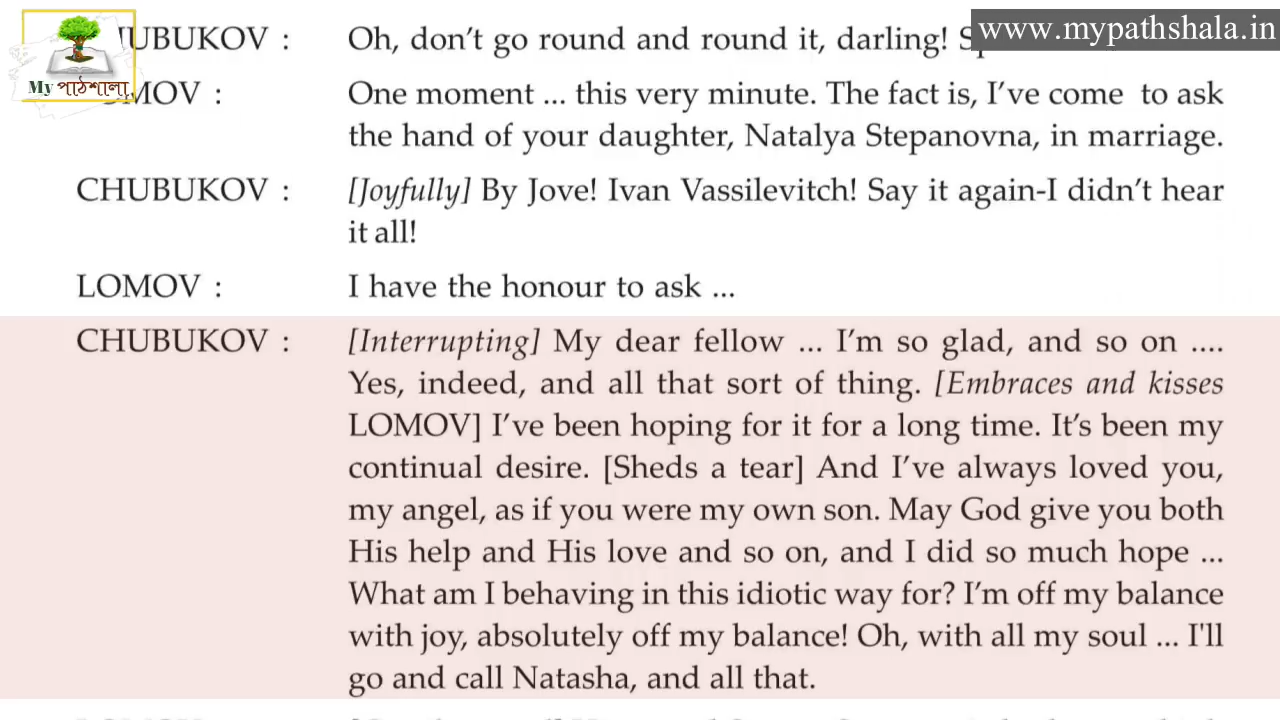 www.mypathshala.in
My পাঠশালা
HUBUKOV : Oh, don't go round and round it, darling!
OMOV : One moment ... this very minute. The fact is, I've come to ask
the hand of your daughter, Natalya Stepanovna, in marriage.
CHUBUKOV : [Joyfully] By Jove! Ivan Vassilevitch! Say it again-I didn't hear
it all!
LOMOV : I have the honour to ask ...
CHUBUKOV : [Interrupting] My dear fellow ... I'm so glad, and so on ....
Yes, indeed, and all that sort of thing. [Embraces and kisses
LOMOV] I've been hoping for it for a long time. It's been my
continual desire. [Sheds a tear] And I've always loved you,
my angel, as if you were my own son. May God give you both
His help and His love and so on, and I did so much hope ...
What am I behaving in this idiotic way for? I'm off my balance
with joy, absolutely off my balance! Oh, with all my soul ... I'll
go and call Natasha, and all that.